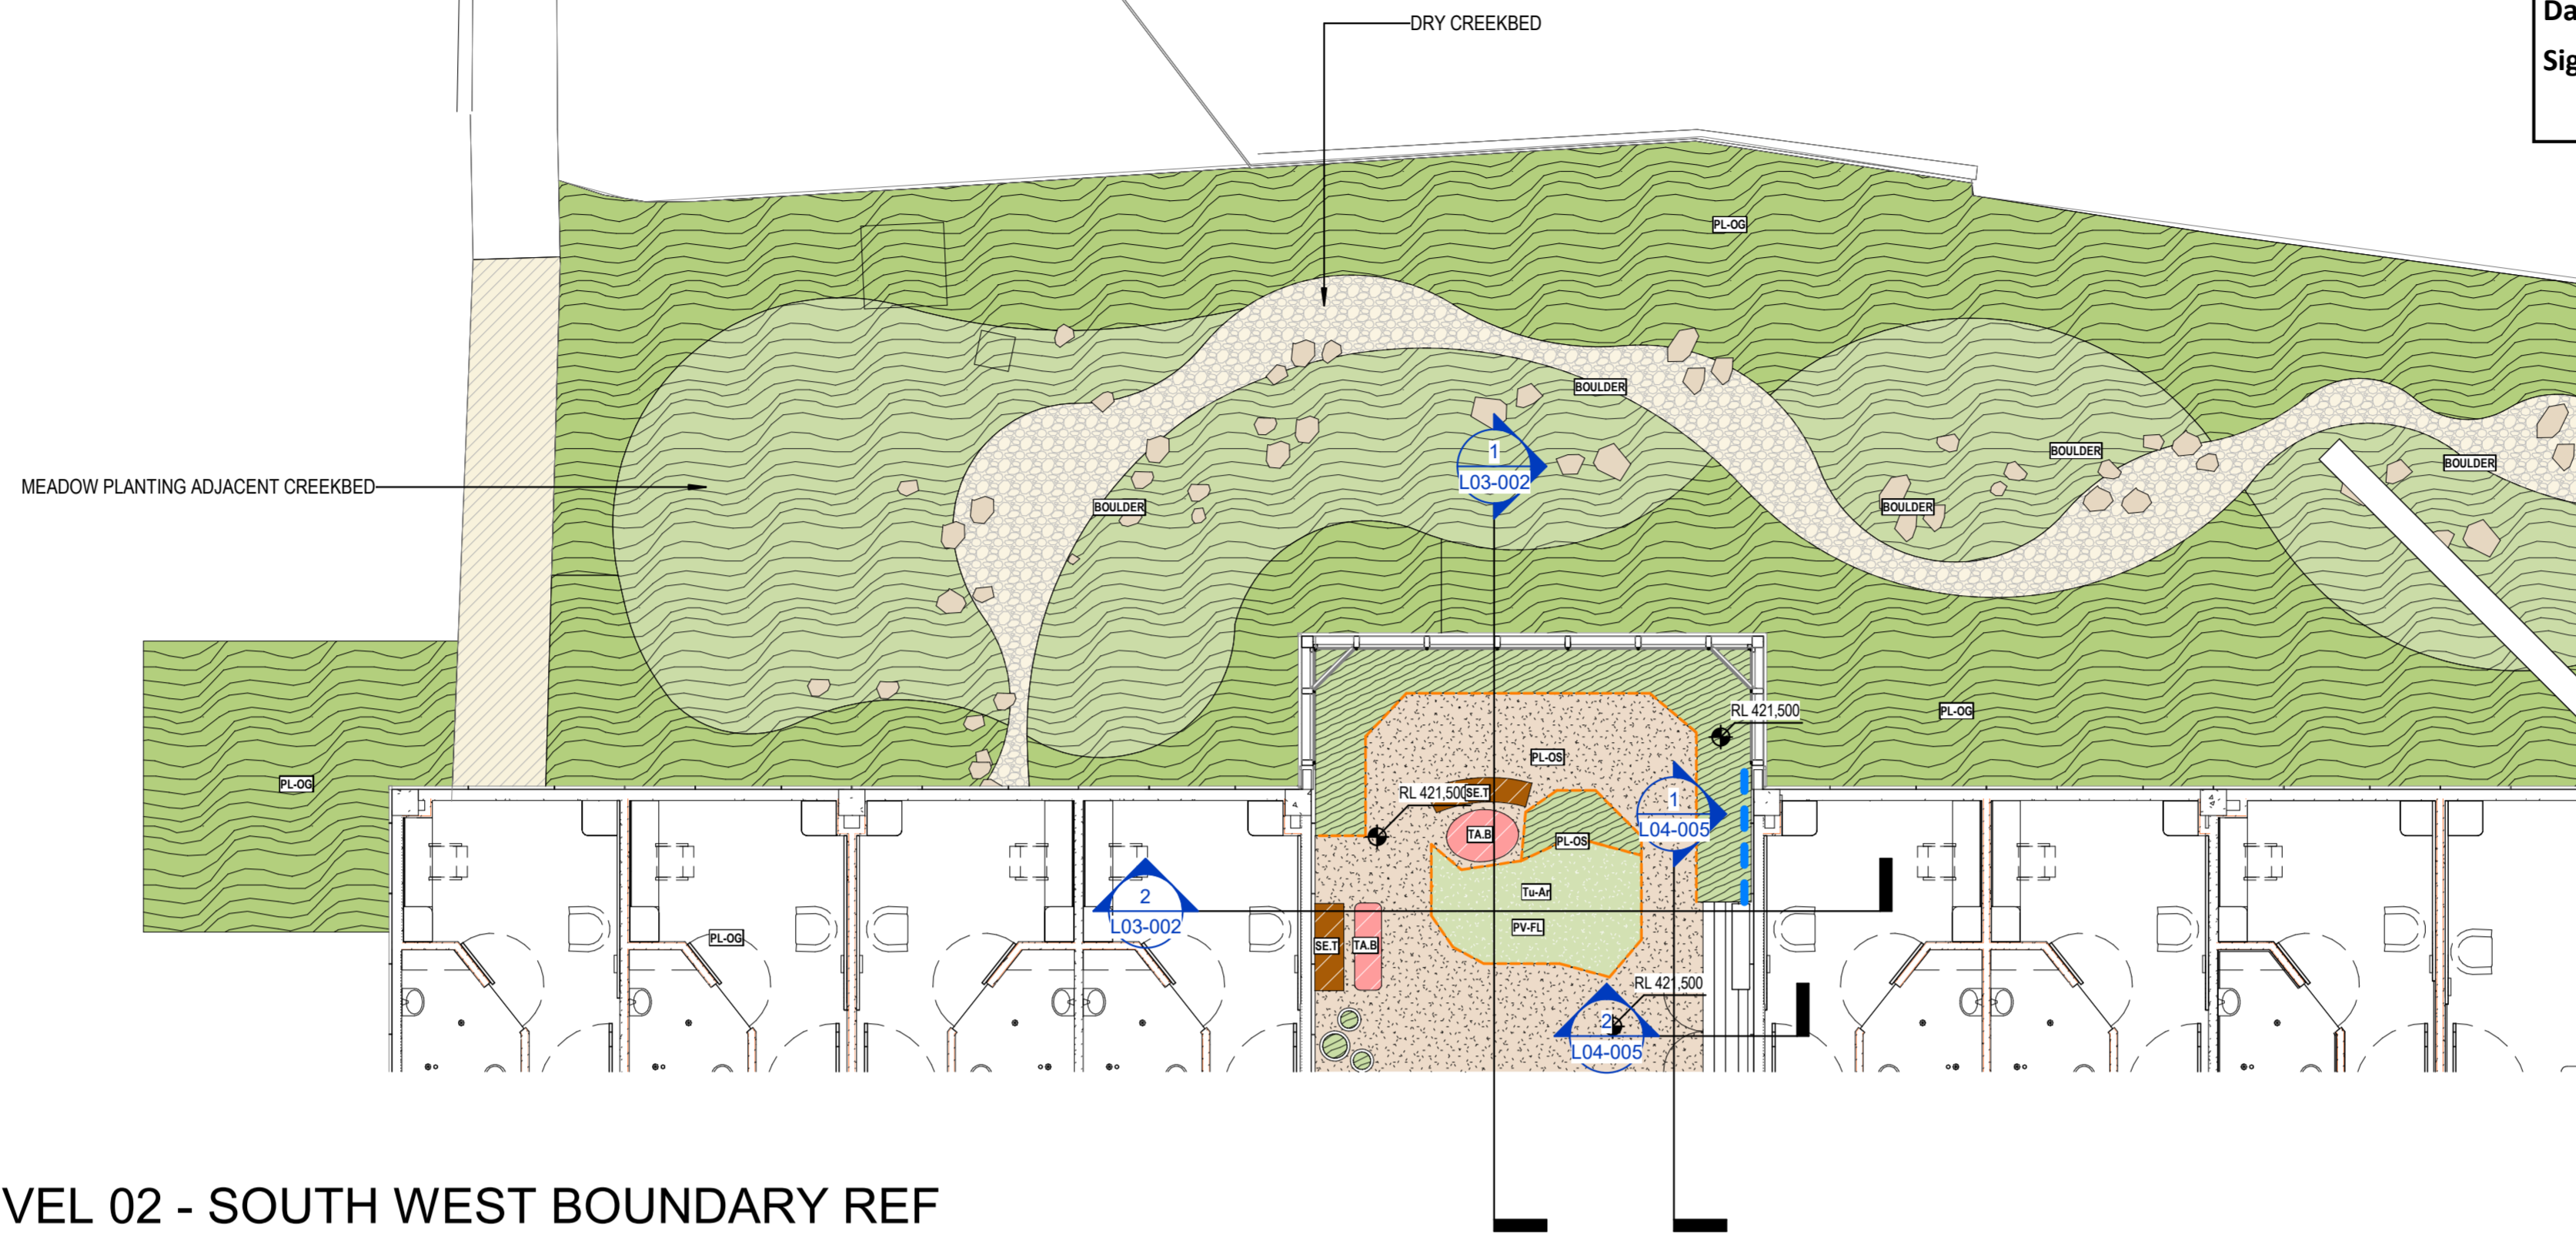 DRY CREEKBED
Da
Sig
PL-OG
BOULDER
1
L03-002
BOULDER
BOULDER
MEADOW PLANTING ADJACENT CREEKBED
BOULDER
BOULDER
RL 421,500
PL-OG
PL-OS
PL-OG
RL 421,500
SE.T
1
L04-005
TA.B
PL-OS
Tu-Ar
2
L03-002
PV-FL
PL-OG
SE.T
TA.B
RL 421,500
2
L04-005
VEL 02 - SOUTH WEST BOUNDARY REF